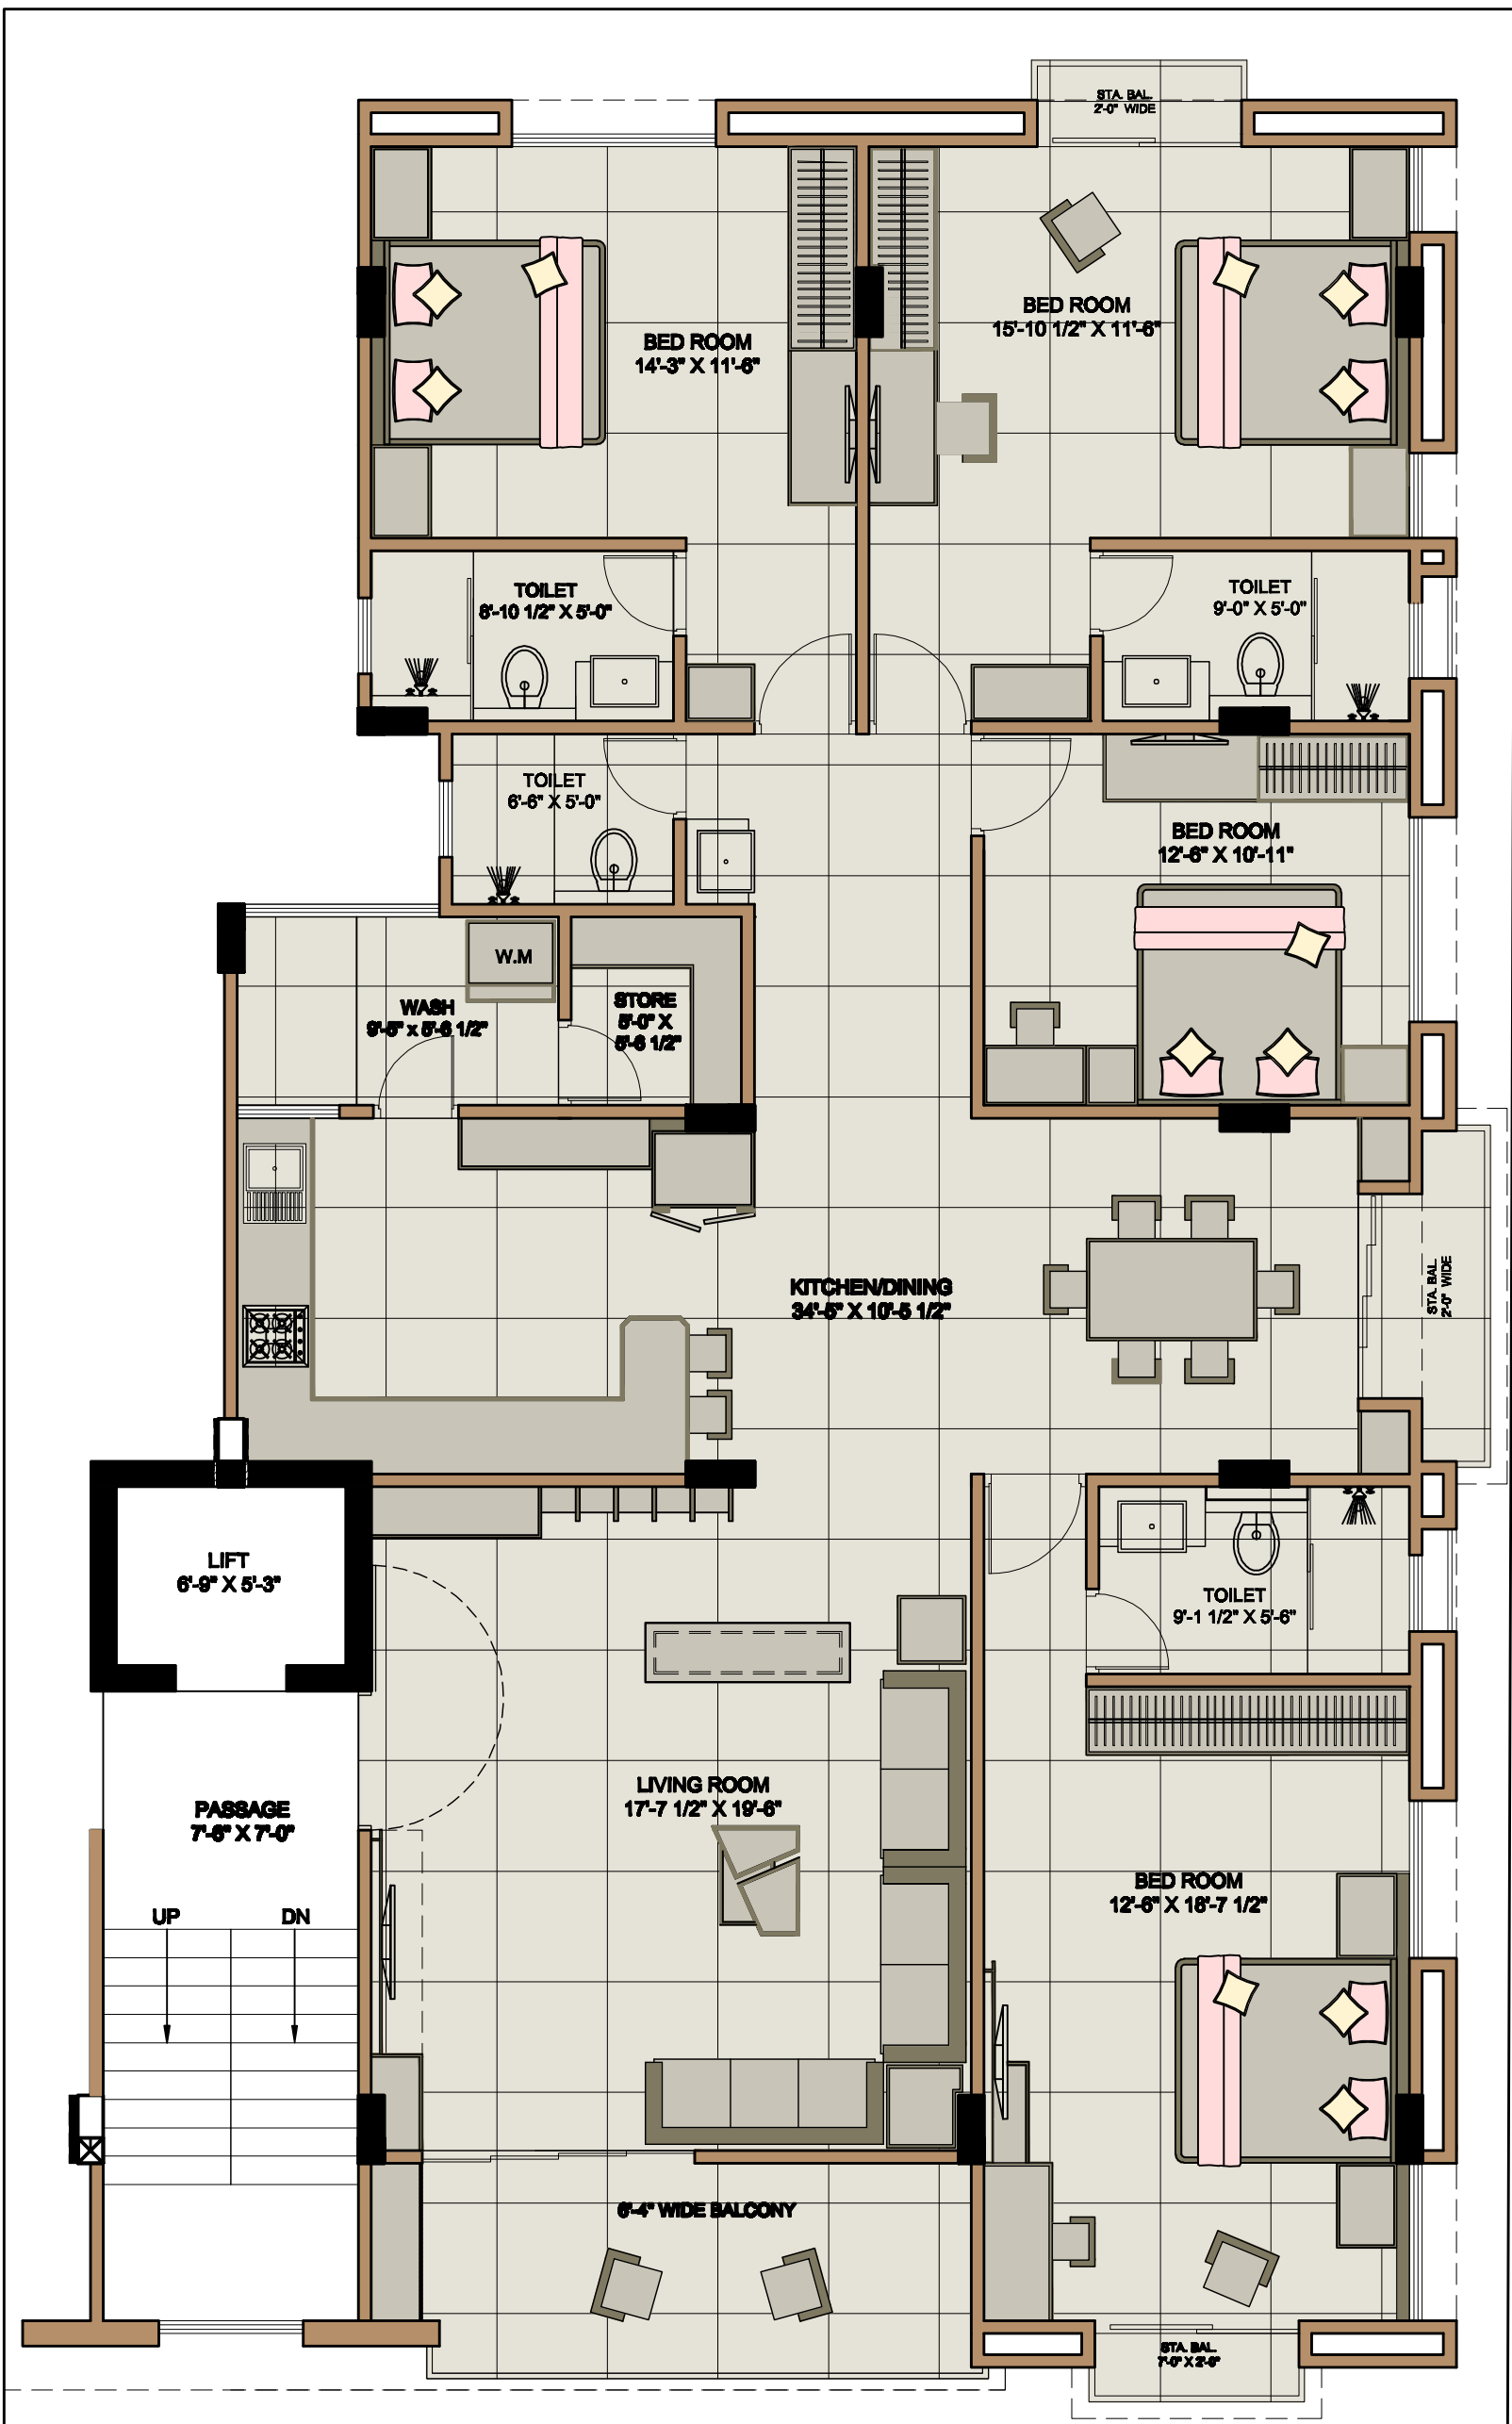 STA. BAL.
2'-0" WIDE
BED ROOM
15'-10 1/2" X 11'-6"
BED ROOM
14'-3" X 11'-6"
TOILET
8'-10 1/2" X 5'-0"
TOILET
9'-0" X 5'-0"
TOILET
6'-6" X 5'-0"
BED ROOM
12'-6" X 10'-11"
W.M
WASH
9'-5" x 5'-6 1/2"
STORE
5'-0" X
5'-6 1/2"
KITCHEN/DINING
34'-5" X 10'-5 1/2"
STA. BAL.
2'-0" WIDE
LIFT
6'-9" X 5'-3"
TOILET
9'-1 1/2" X 5'-6"
LIVING ROOM
17'-7 1/2" X 19'-6"
PASSAGE
7'-6" X 7'-0"
BED ROOM
12'-6" X 18'-7 1/2"
UP
DN
6'-4" WIDE BALCONY
STA. BAL.
7'-0" X 2'-0"